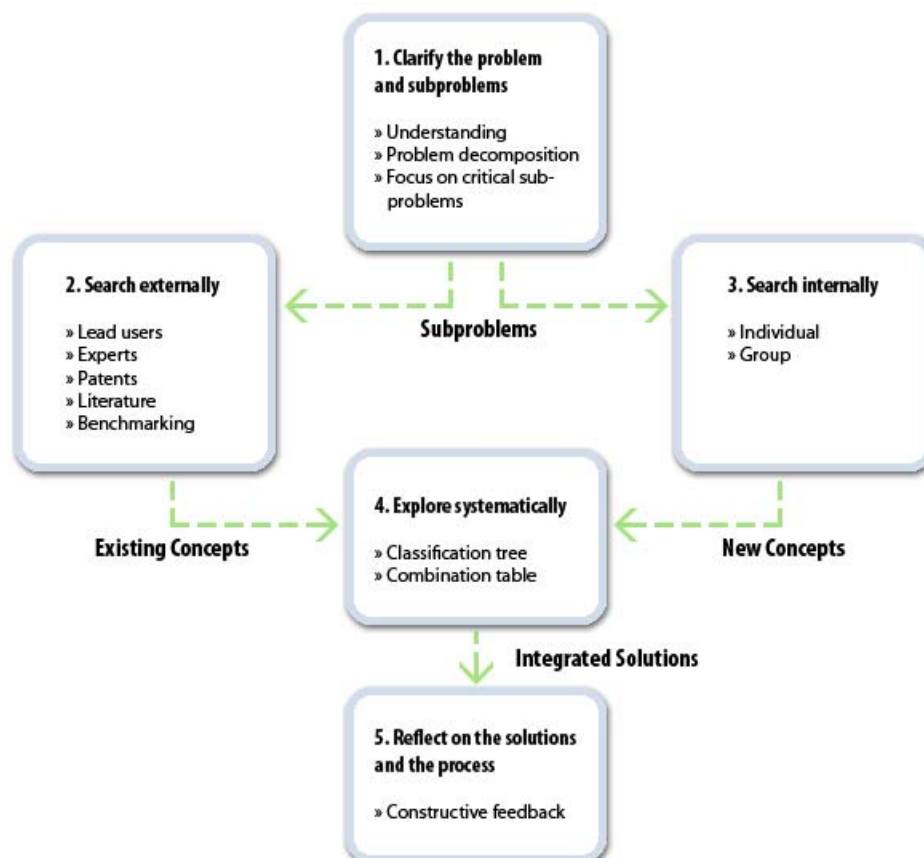 1. Clarify the problem
and subproblems
» Understanding
» Problem decomposition
» Focus on critical sub-
problems
2. Search externally
» Lead users
» Experts
» Patents
» Literature
» Benchmarking
Subproblems
3. Search internally
» Individual
» Group
Existing Concepts
4. Explore systematically
» Classification tree
» Combination table
New Concepts
Integrated Solutions
5. Reflect on the solutions
and the process
» Constructive feedback